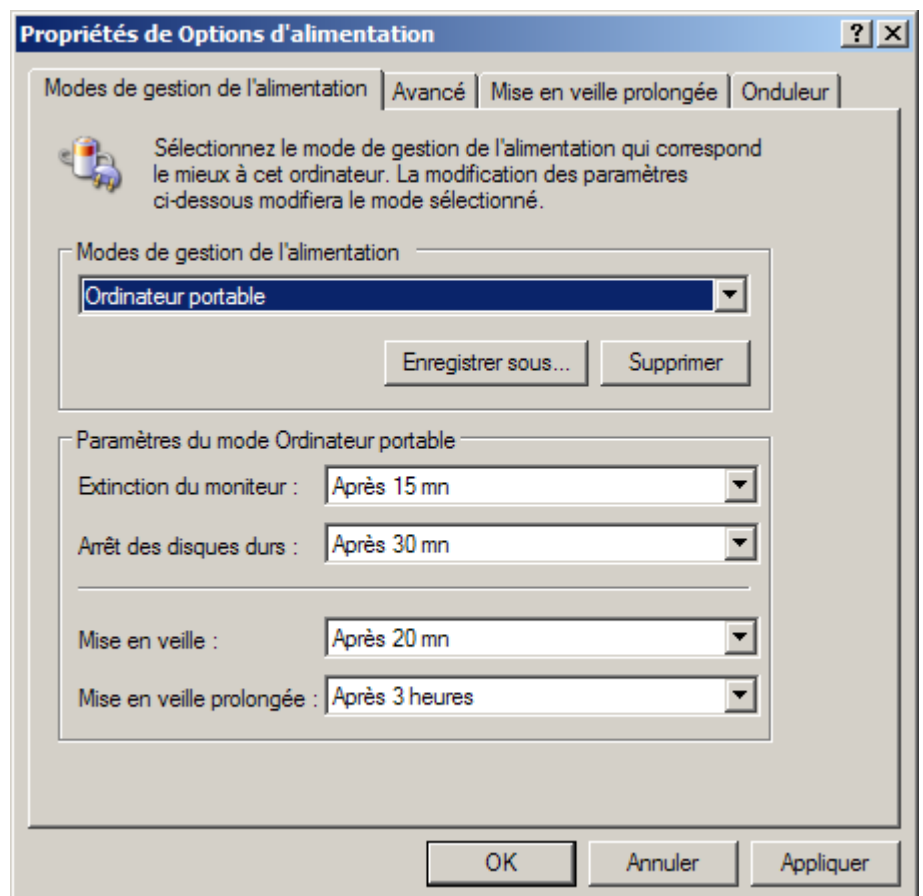 Propriétés de Options d'alimentation
Modes de gestion de l'alimentation Avancé Mise en veille prolongée Onduleur
Sélectionnez le mode de gestion de l'alimentation qui correspond
le mieux à cet ordinateur. La modification des paramètres
ci-dessous modifiera le mode sélectionné.
Modes de gestion de l'alimentation
Ordinateur portable
Enregistrer sous... Supprimer
Paramètres du mode Ordinateur portable
Extinction du moniteur : Après 15 mn
Arrêt des disques durs : Après 30 mn
Mise en veille : Après 20 mn
Mise en veille prolongée : Après 3 heures
OK Annuler Appliquer